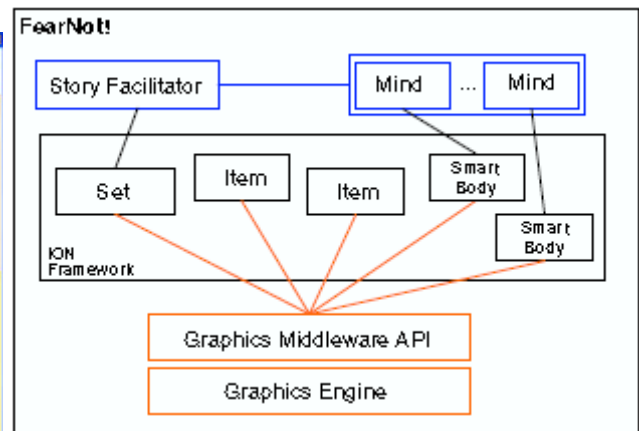 FearNot!
Story Facilitator
Mind ... Mind
Set
Item
Item
Smart
Body
Smart
Body
ION
Framework
Graphics Middleware API
Graphics Engine